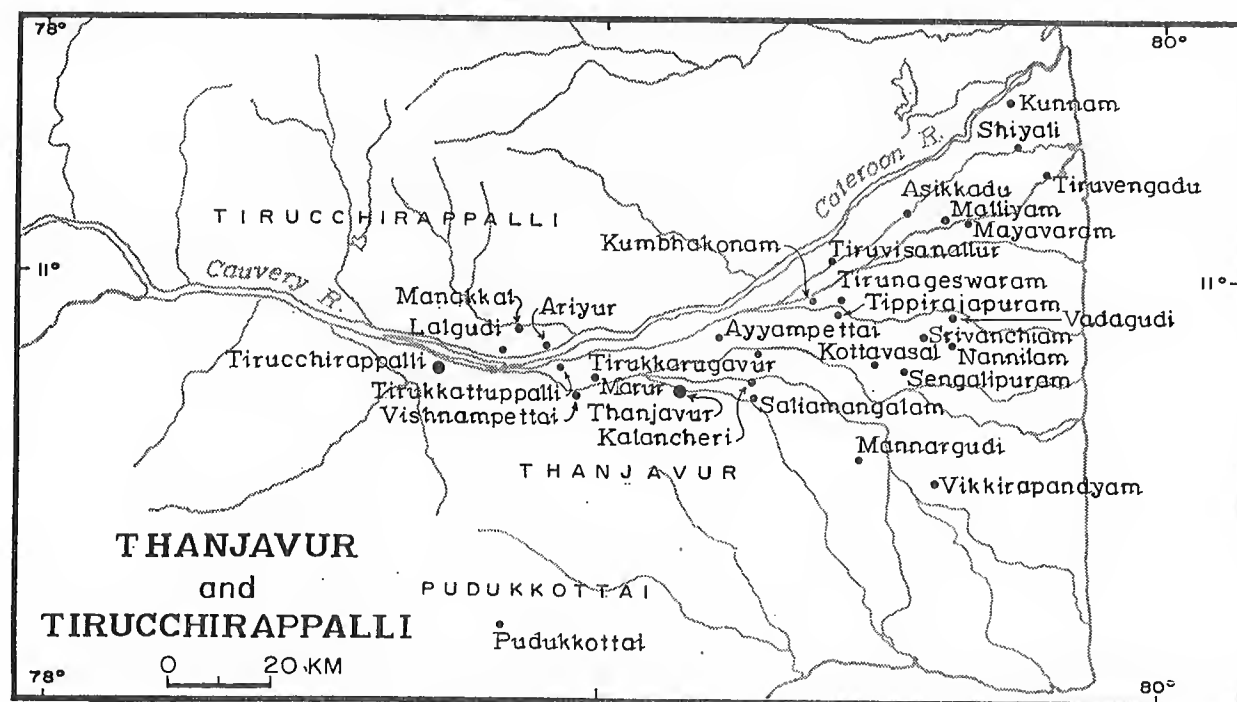 78°
80°
Kunnam
Shiyali
Coleroon R.
Tiruvengadu
Asikkadu
Malliyam
Mayavaram
TIRUCCHIRAPPALLI
Kumbhakonam
Tiruvisanallur
11°
Cauvery R.
Tirunageswaram
11°
Tippirajapuram
Manakkal
Ariyur
Vadagudi
Lalgudi
Ayyampettai
Srivanchiam
Kottavasal
Nannilam
Tirucchirappalli
Tirukkarugavur
Sengalipuram
Tirukkattuppalli
Marur
Vishnampettai
Thanjavur
Saliamangalam
Kalancheri
Mannargudi
THANJAVUR
Vikkirapandyam
THANJAVUR
and
TIRUCCHIRAPPALLI
PUDUKKOTTAI
Pudukkottai
0 20 KM
78°
80°